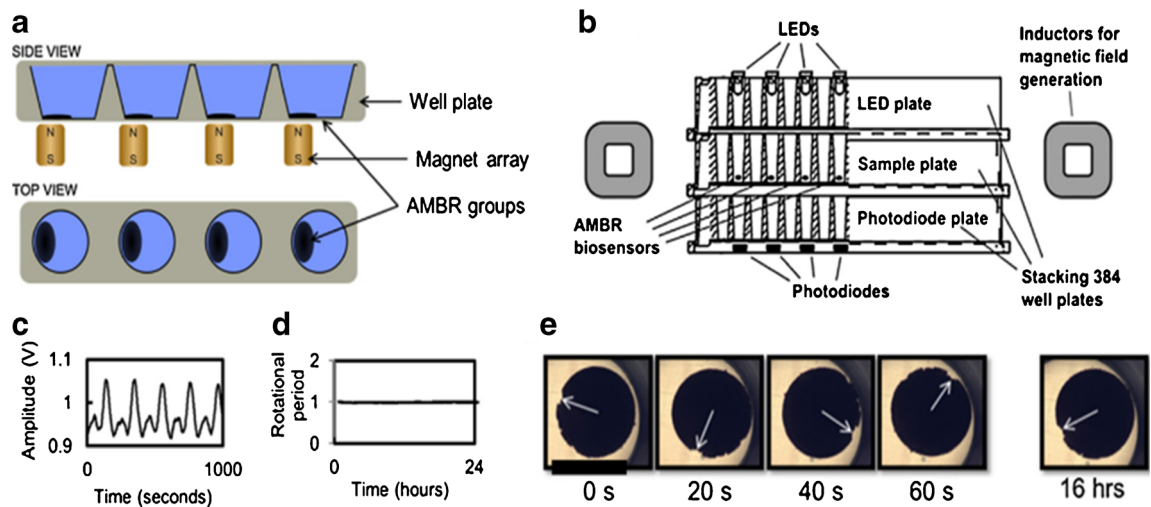 a
SIDE VIEW
N N N N
S S S S
Well plate
Magnet array
TOP VIEW
AMBR groups
b
LEDs
Inductors for
magnetic field
generation
LED plate
Sample plate
AMBR
biosensors
Photodiode plate
Photodiodes
Stacking 384
well plates
c
Amplitude (V)
1.1
1
0.9
0 1000
Time (seconds)
d
Rotational
period
2
1
0
0 24
Time (hours)
e
0 s 20 s 40 s 60 s 16 hrs